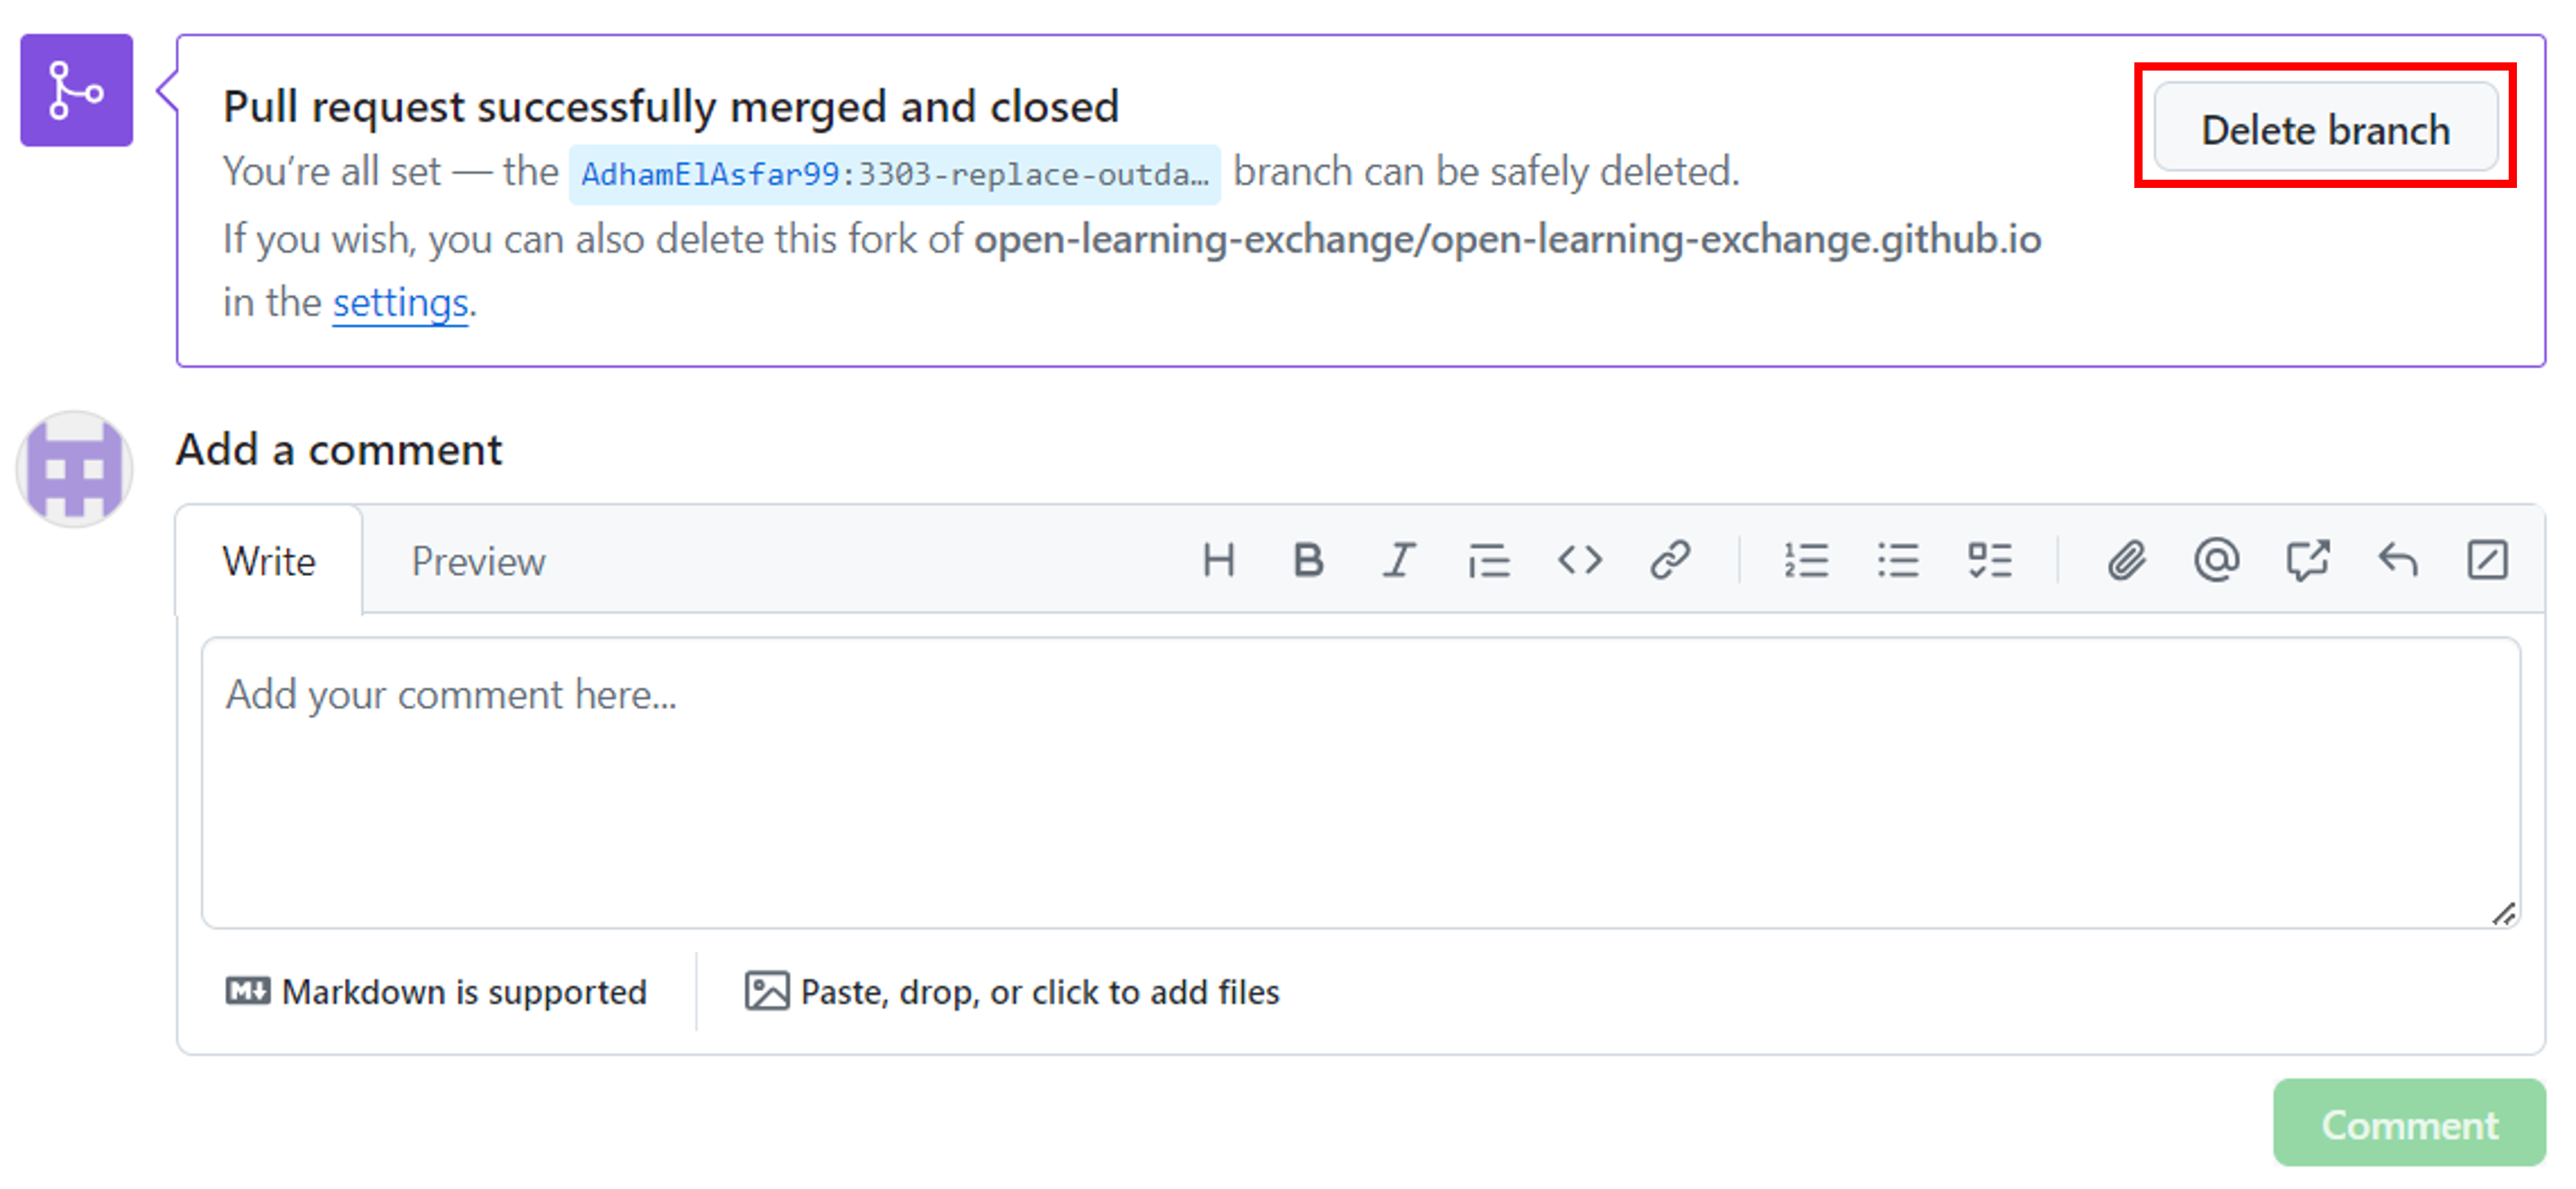 Pull request successfully merged and closed
Delete branch
You’re all set — the AdhamElAsfar99:3303-replace-outda… branch can be safely deleted.
If you wish, you can also delete this fork of open-learning-exchange/open-learning-exchange.github.io
in the settings.
Add a comment
Write Preview
Add your comment here...
Markdown is supported Paste, drop, or click to add files
Comment